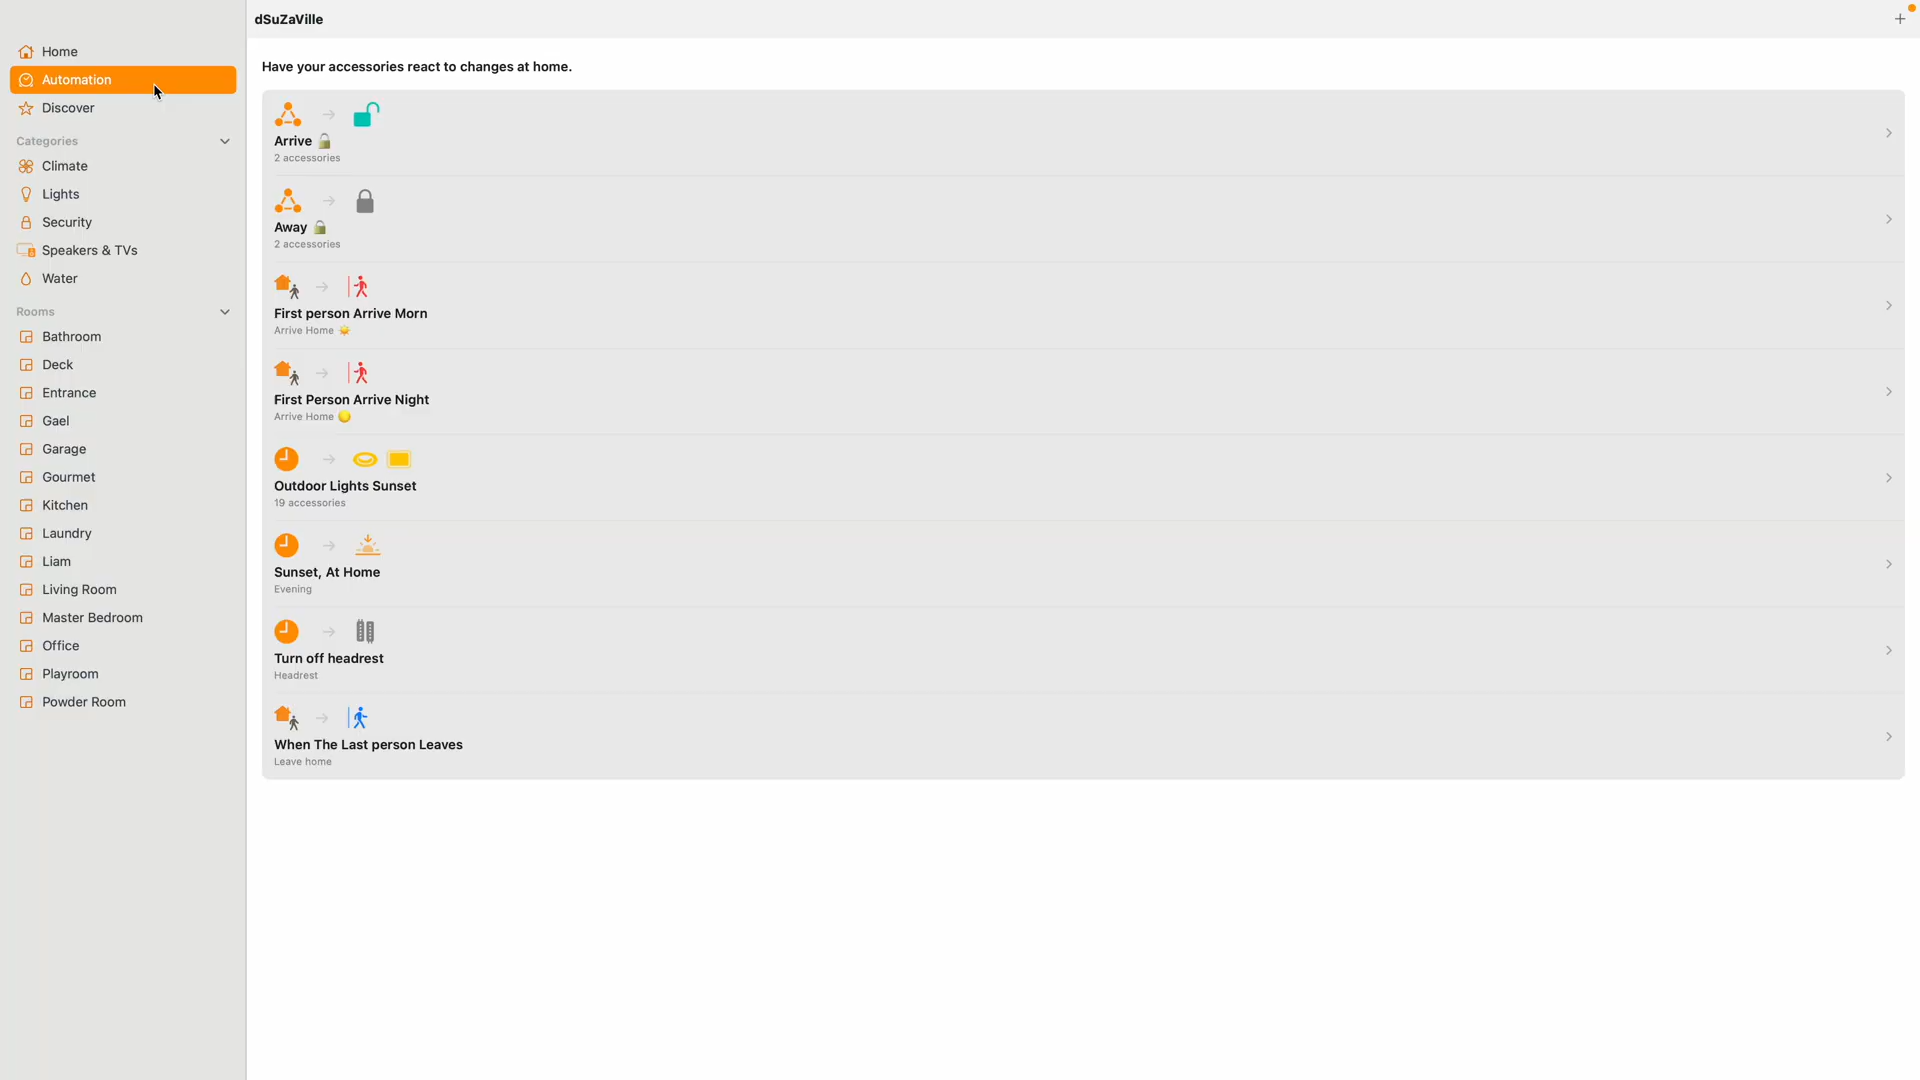 dSuZaVille
Home
Automation
Discover
Categories
Climate
Lights
Security
Speakers & TVs
Water
Rooms
Bathroom
Deck
Entrance
Gael
Garage
Gourmet
Kitchen
Laundry
Liam
Living Room
Master Bedroom
Office
Playroom
Powder Room
Have your accessories react to changes at home.
Arrive 🔒
2 accessories
Away 🔒
2 accessories
First person Arrive Morn
Arrive Home ☀️
First Person Arrive Night
Arrive Home 🌕
Outdoor Lights Sunset
19 accessories
Sunset, At Home
Evening
Turn off headrest
Headrest
When The Last person Leaves
Leave home